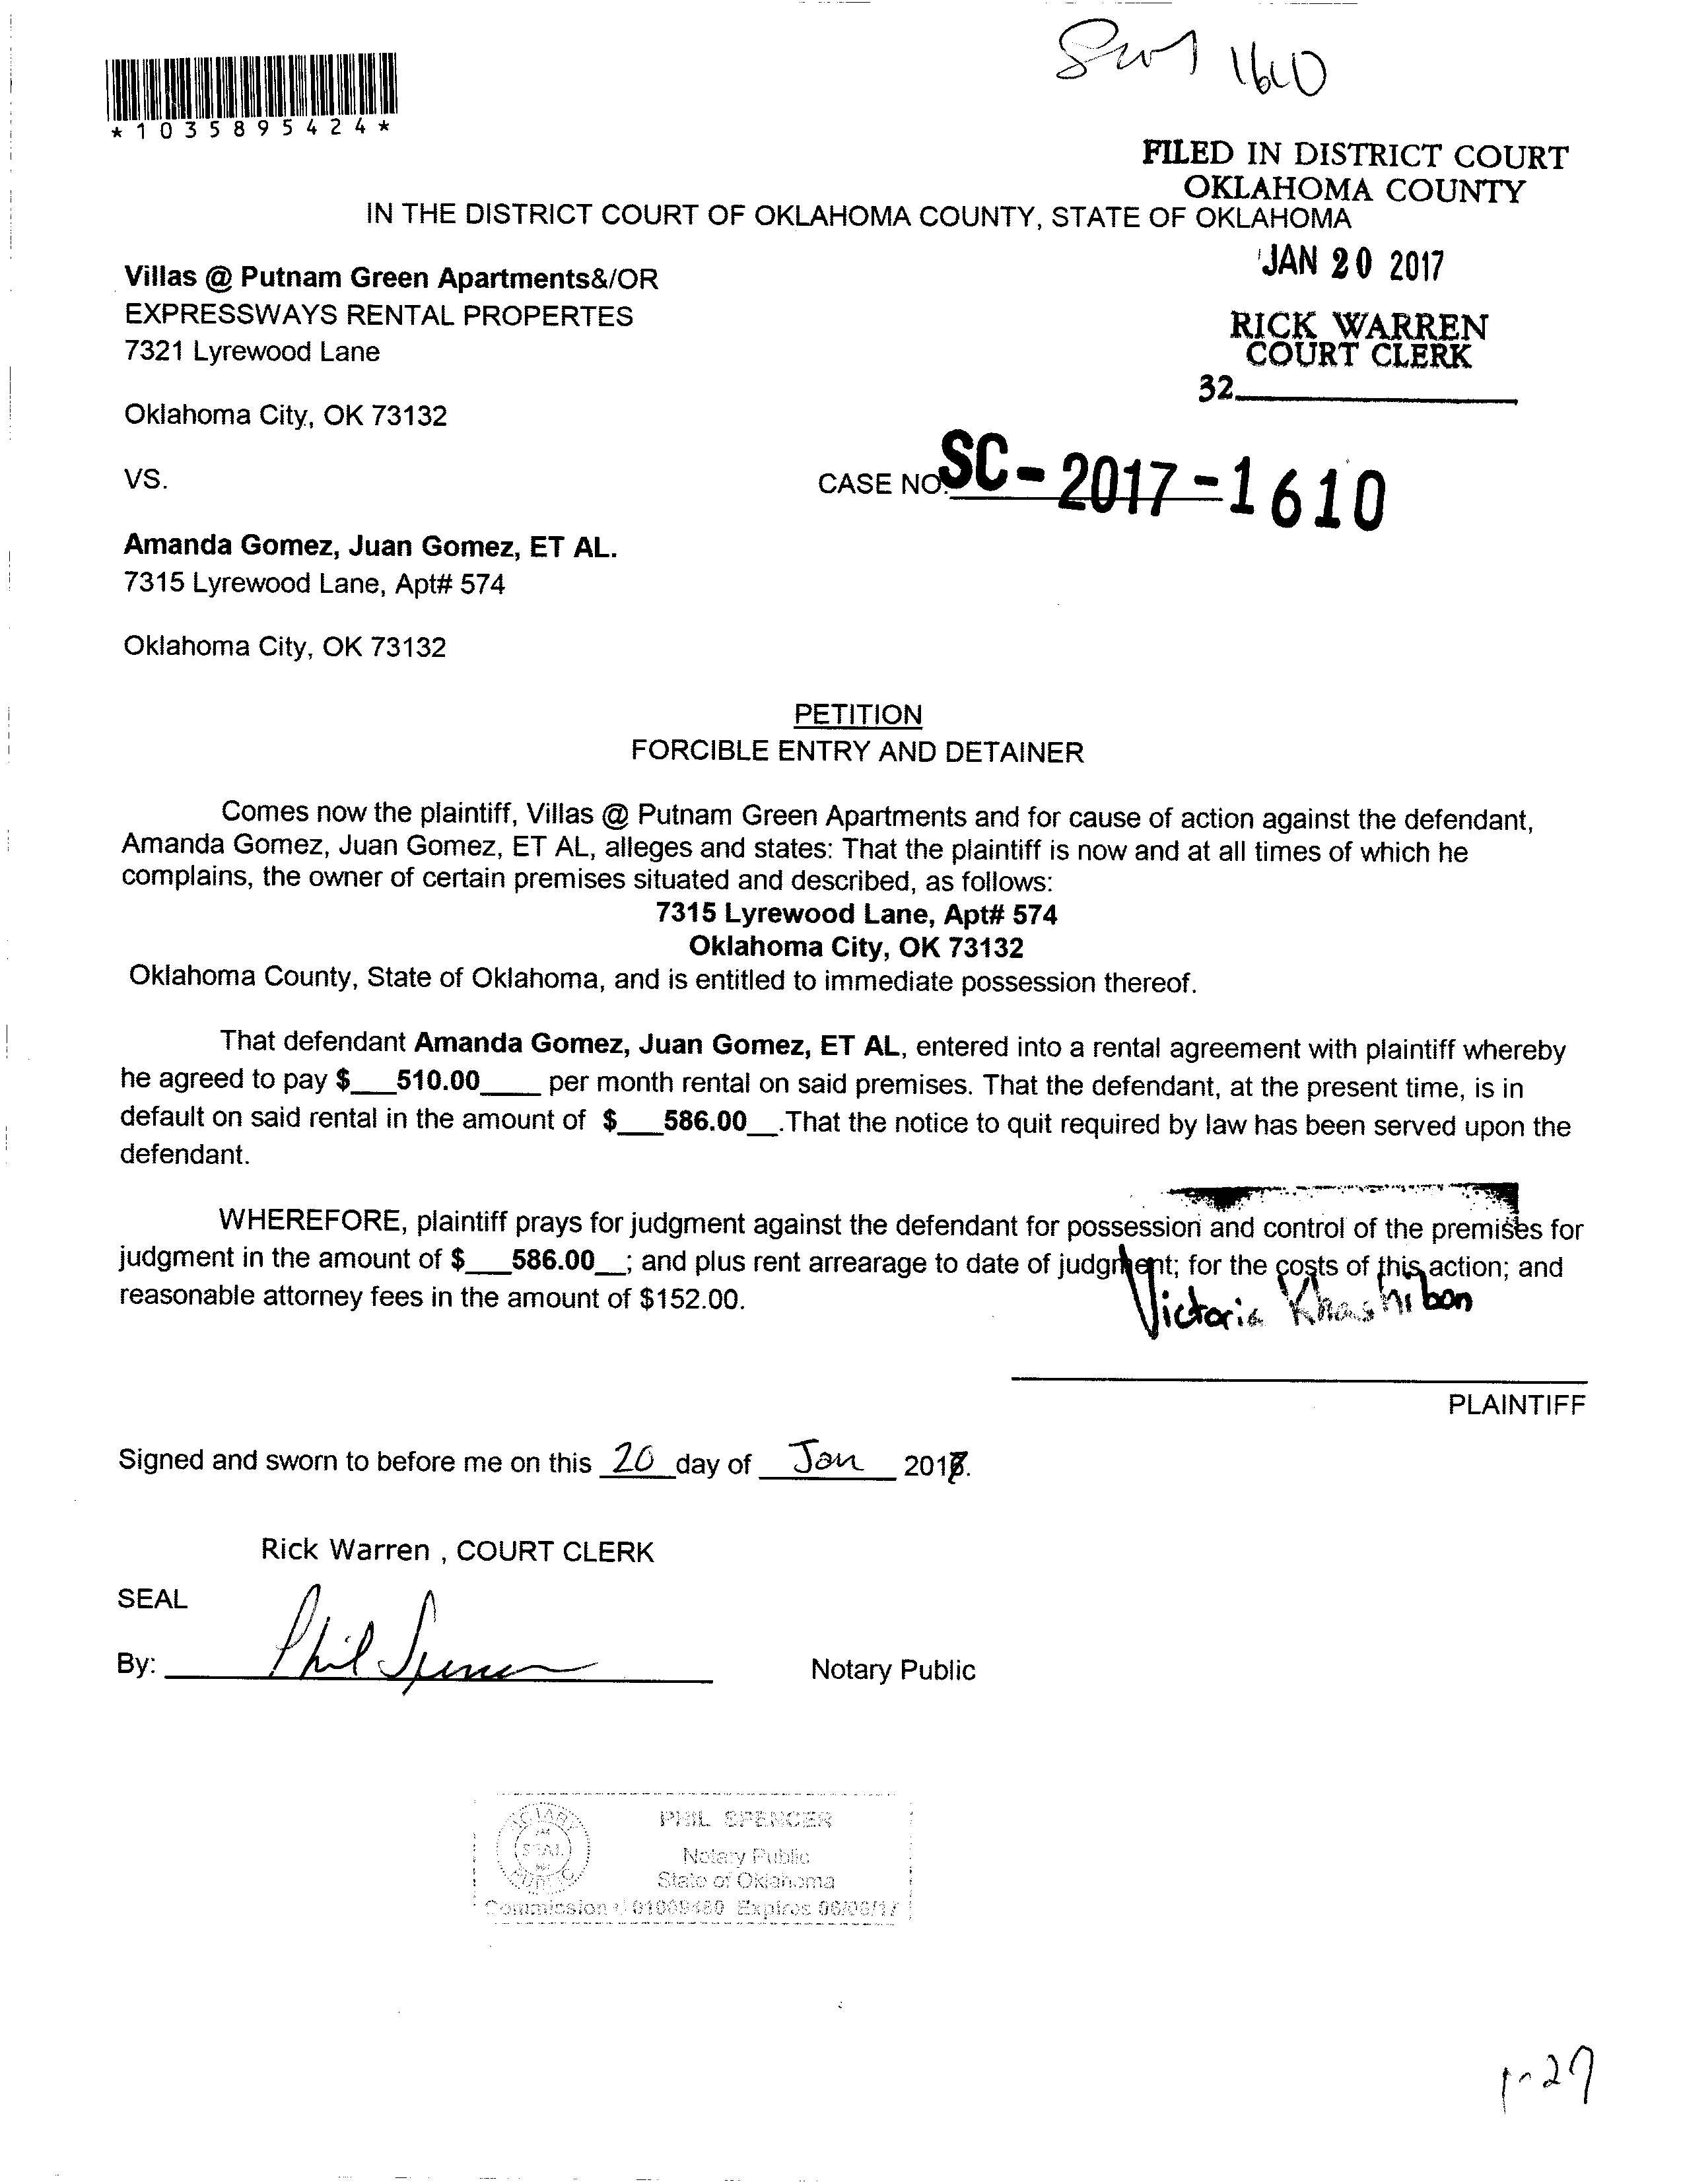 *1035895424*
FILED IN DISTRICT COURT
OKLAHOMA COUNTY
IN THE DISTRICT COURT OF OKLAHOMA COUNTY, STATE OF OKLAHOMA
JAN 20 2017
Villas @ Putnam Green Apartments&/OR
EXPRESSWAYS RENTAL PROPERTES
7321 Lyrewood Lane
RICK WARREN
COURT CLERK
32
Oklahoma City, OK 73132
VS.
CASE NO. SC-2017-1610
Amanda Gomez, Juan Gomez, ET AL.
7315 Lyrewood Lane, Apt# 574
Oklahoma City, OK 73132
PETITION
FORCIBLE ENTRY AND DETAINER
Comes now the plaintiff, Villas @ Putnam Green Apartments and for cause of action against the defendant,
Amanda Gomez, Juan Gomez, ET AL, alleges and states: That the plaintiff is now and at all times of which he
complains, the owner of certain premises situated and described, as follows:
7315 Lyrewood Lane, Apt# 574
Oklahoma City, OK 73132
Oklahoma County, State of Oklahoma, and is entitled to immediate possession thereof.
That defendant Amanda Gomez, Juan Gomez, ET AL, entered into a rental agreement with plaintiff whereby
he agreed to pay $___510.00____ per month rental on said premises. That the defendant, at the present time, is in
default on said rental in the amount of $___586.00__.That the notice to quit required by law has been served upon the
defendant.
WHEREFORE, plaintiff prays for judgment against the defendant for possession and control of the premises for
judgment in the amount of $___586.00__; and plus rent arrearage to date of judgment; for the costs of this action; and
reasonable attorney fees in the amount of $152.00.
Victoria Khashibon
PLAINTIFF
Signed and sworn to before me on this 20 day of Jan 2017.
Rick Warren , COURT CLERK
SEAL
By: Phil Spencer Notary Public
PHIL SPENCER
Notary Public
State of Oklahoma
Commission # 01009480 Expires 06/06/17
1-27